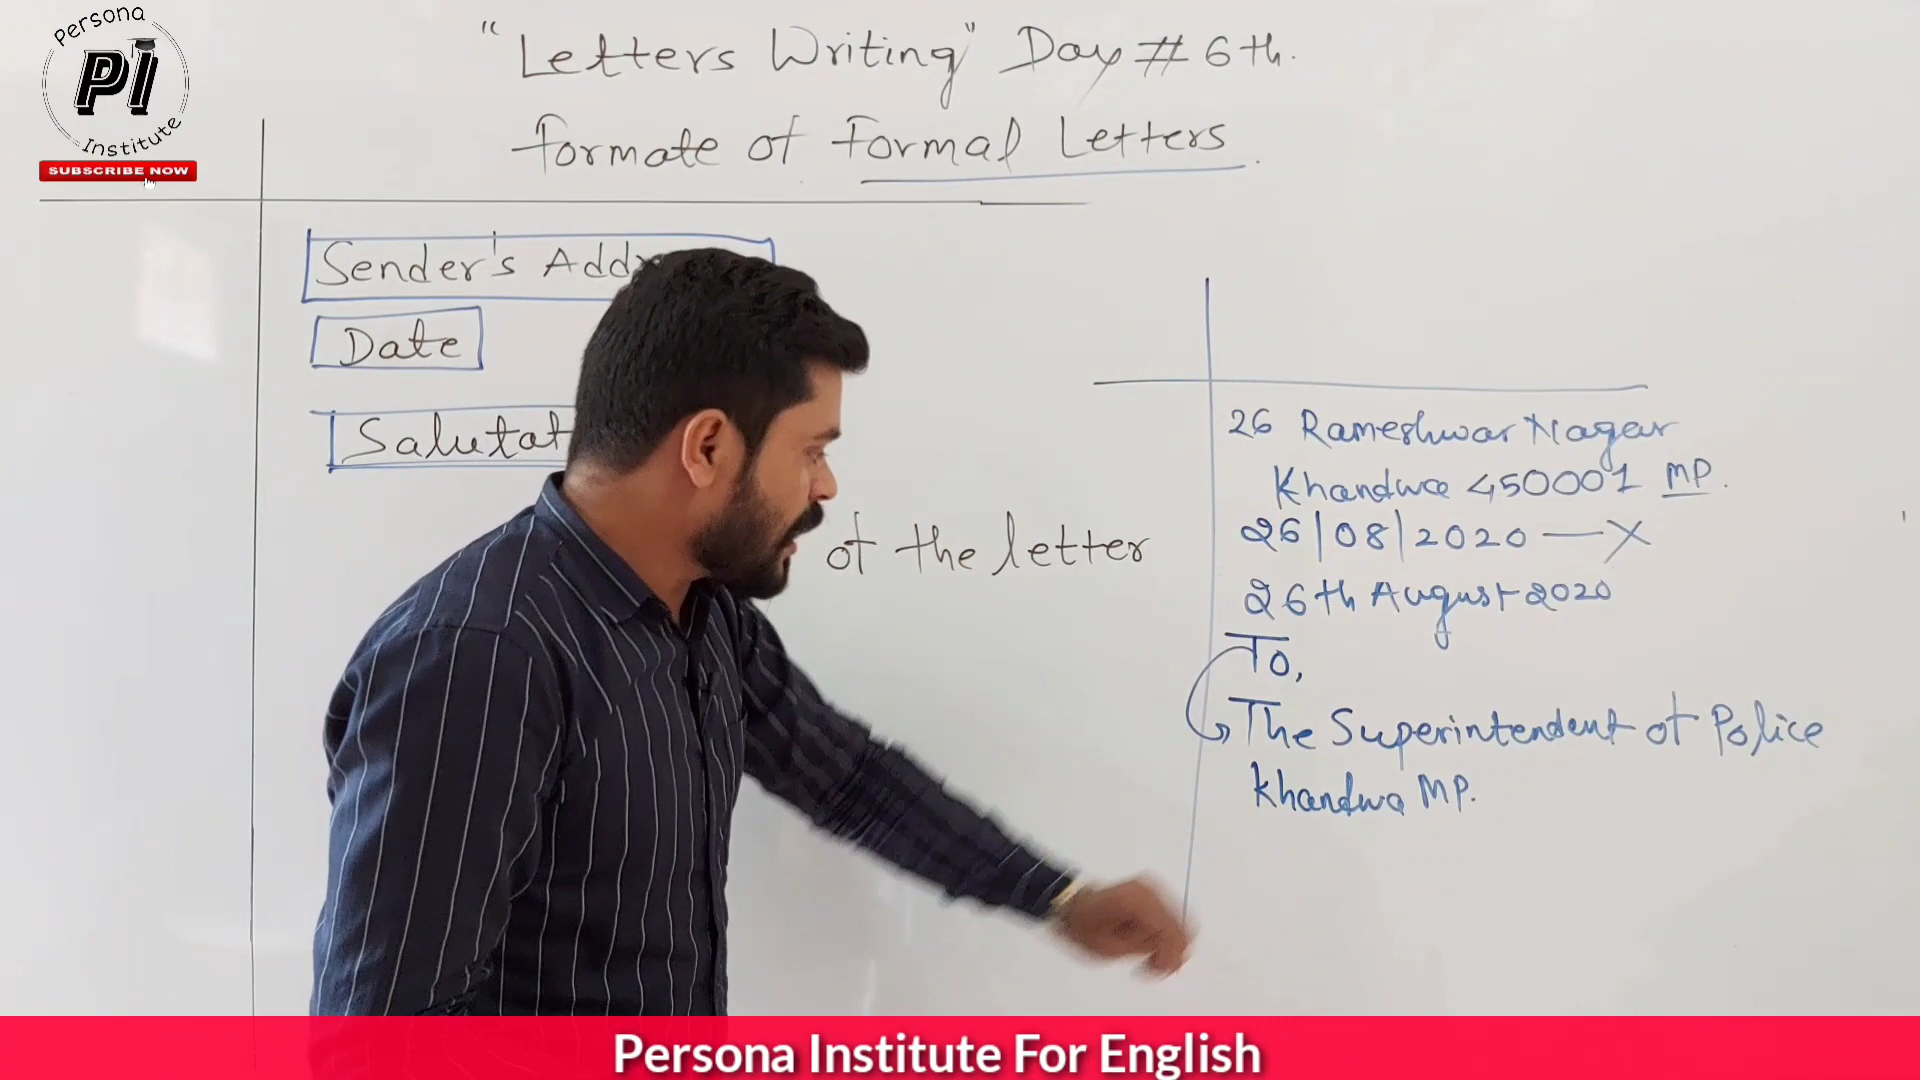 Persona
PI
Institute
SUBSCRIBE NOW
"Letters Writing" Day # 6th.
formate of Formal Letters.
Sender's Addr
Date
Salutat
of the letter
26 Rameshwar Nagar
Khandwa 450001 MP.
26/08/2020 — X
26th August 2020
To,
The Superintendent of Police
Khandwa MP.
Persona Institute For English